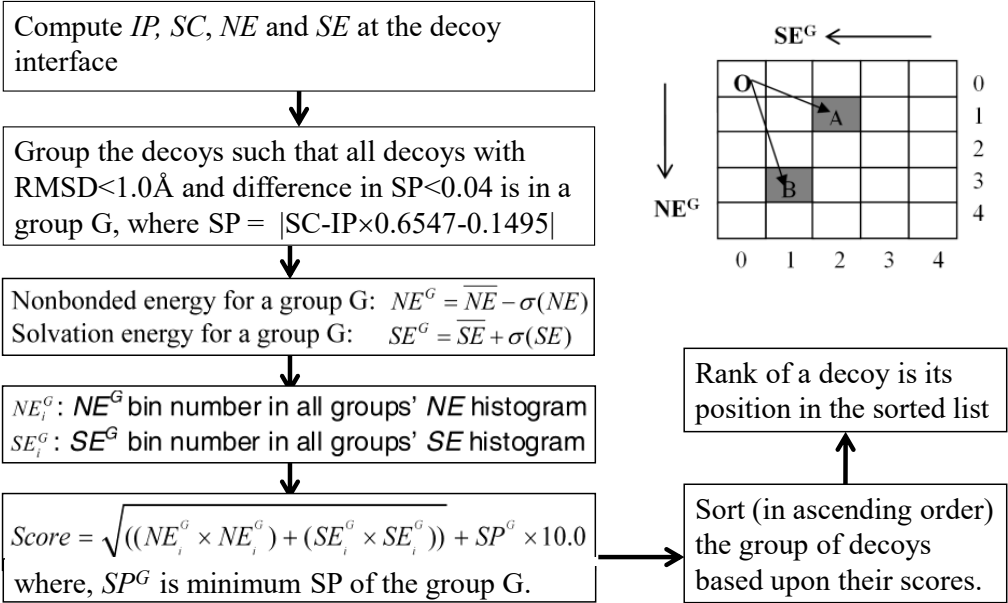 Compute IP, SC, NE and SE at the decoy
interface
Group the decoys such that all decoys with
RMSD<1.0Å and difference in SP<0.04 is in a
group G, where SP = |SC-IP×0.6547-0.1495|
Nonbonded energy for a group G: NE^G = \overline{NE} − σ(NE)
Solvation energy for a group G: SE^G = \overline{SE} + σ(SE)
NE_i^G: NE^G bin number in all groups' NE histogram
SE_i^G: SE^G bin number in all groups' SE histogram
Score = √((NE_i^G × NE_i^G) + (SE_i^G × SE_i^G)) + SP^G × 10.0
where, SP^G is minimum SP of the group G.
Sort (in ascending order)
the group of decoys
based upon their scores.
Rank of a decoy is its
position in the sorted list
SE^G
O
A
B
NE^G
0
1
2
3
4
0 1 2 3 4